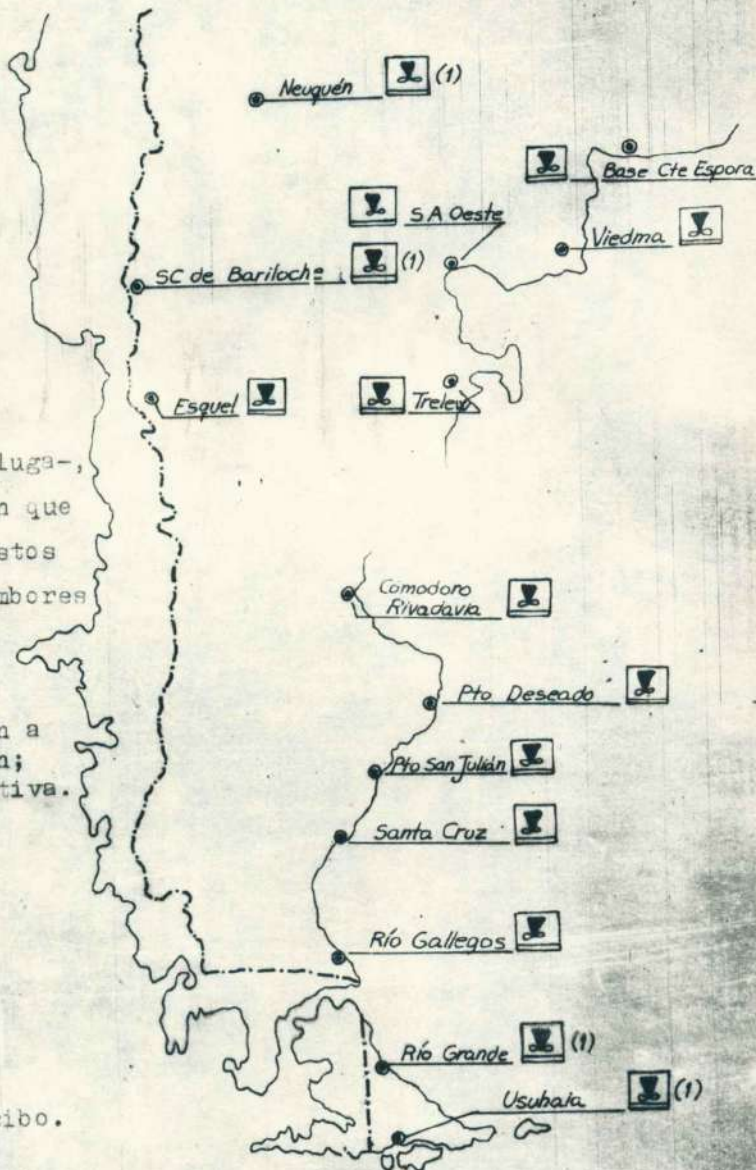 Neuquén (1)
Base Cte Espora
S A Oeste
Viedma
SC de Bariloche (1)
Esquel
Trelew
luga-,
n que
stos
mbores
Comodoro
Rivadavia
Pto Deseado
n a
n;
tiva.
Pto San Julián
Santa Cruz
Río Gallegos
Río Grande (1)
Usuhaia (1)
cibo.